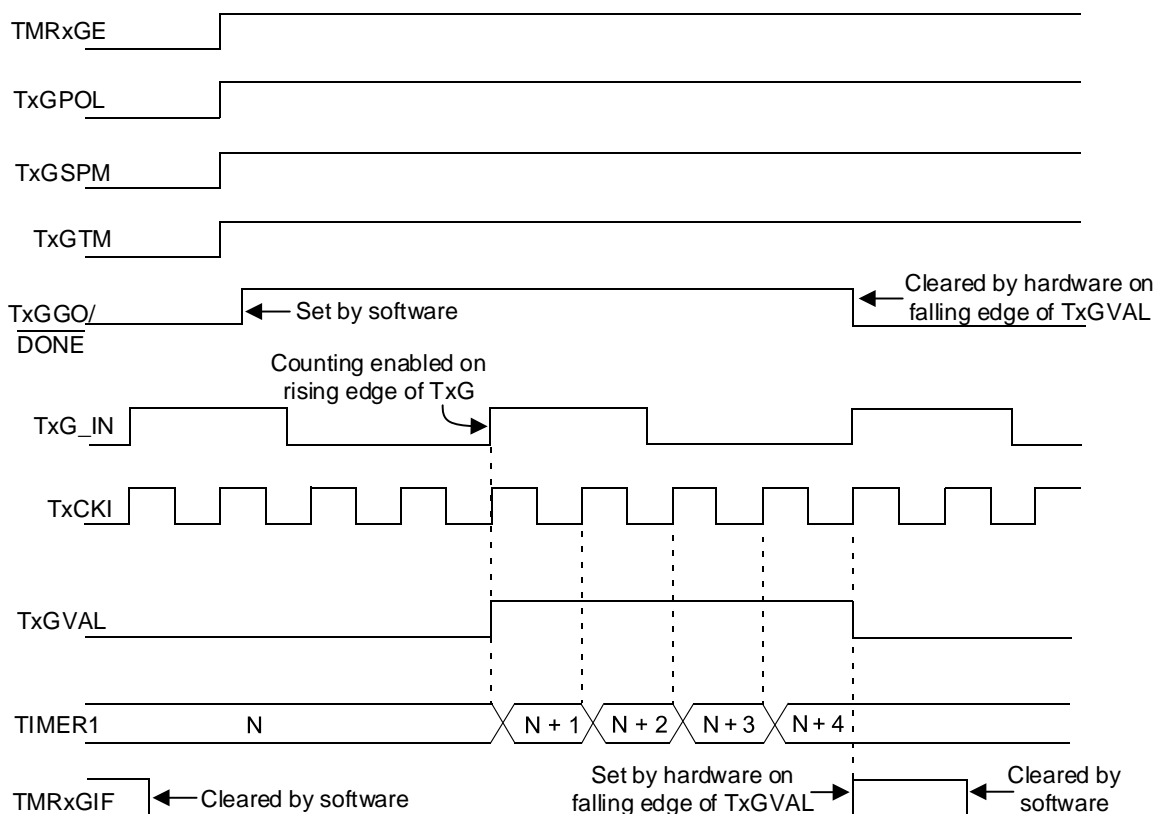 TMRxGE
TxGPOL
TxGSPM
TxGTM
TxGGO/
DONE
Set by software
Cleared by hardware on
falling edge of TxGVAL
Counting enabled on
rising edge of TxG
TxG_IN
TxCKI
TxGVAL
TIMER1
N
N + 1
N + 2
N + 3
N + 4
TMRxGIF
Cleared by software
Set by hardware on
falling edge of TxGVAL
Cleared by
software